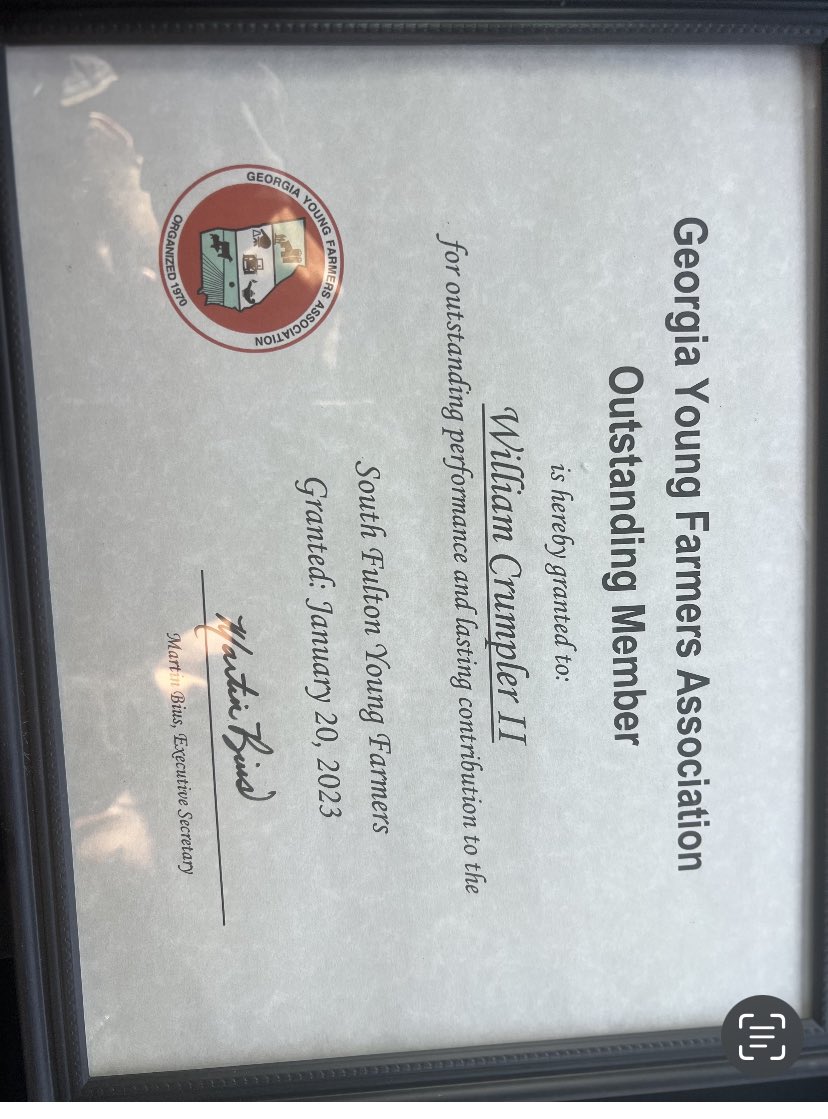 Georgia Young Farmers Association
Outstanding Member
is hereby granted to:
William Crumpler II
for outstanding performance and lasting contribution to the
South Fulton Young Farmers
Granted: January 20, 2023
Martin Bius
Martin Bius, Executive Secretary
GEORGIA YOUNG FARMERS ASSOCIATION
ORGANIZED 1970